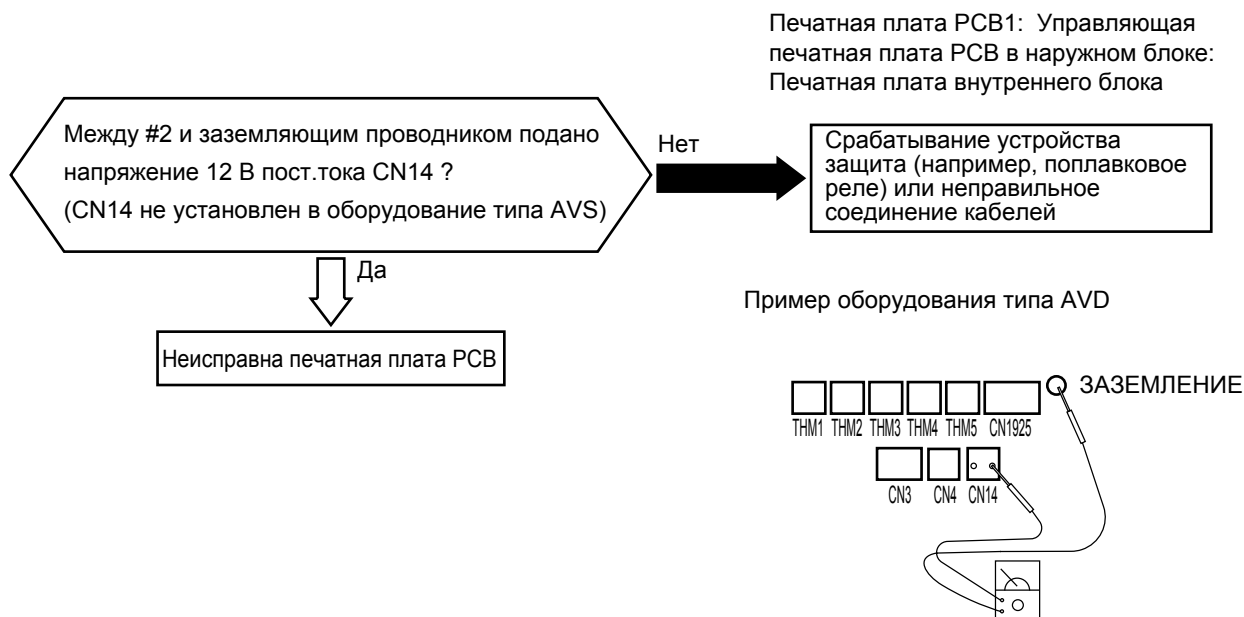 Печатная плата PCB1: Управляющая
печатная плата PCB в наружном блоке:
Печатная плата внутреннего блока
Между #2 и заземляющим проводником подано
напряжение 12 В пост.тока CN14 ?
(CN14 не установлен в оборудование типа AVS)
Нет
Срабатывание устройства
защита (например, поплавковое
реле) или неправильное
соединение кабелей
Да
Неисправна печатная плата PCB
Пример оборудования типа AVD
ЗАЗЕМЛЕНИЕ
THM1 THM2 THM3 THM4 THM5 CN1925
CN3 CN4 CN14